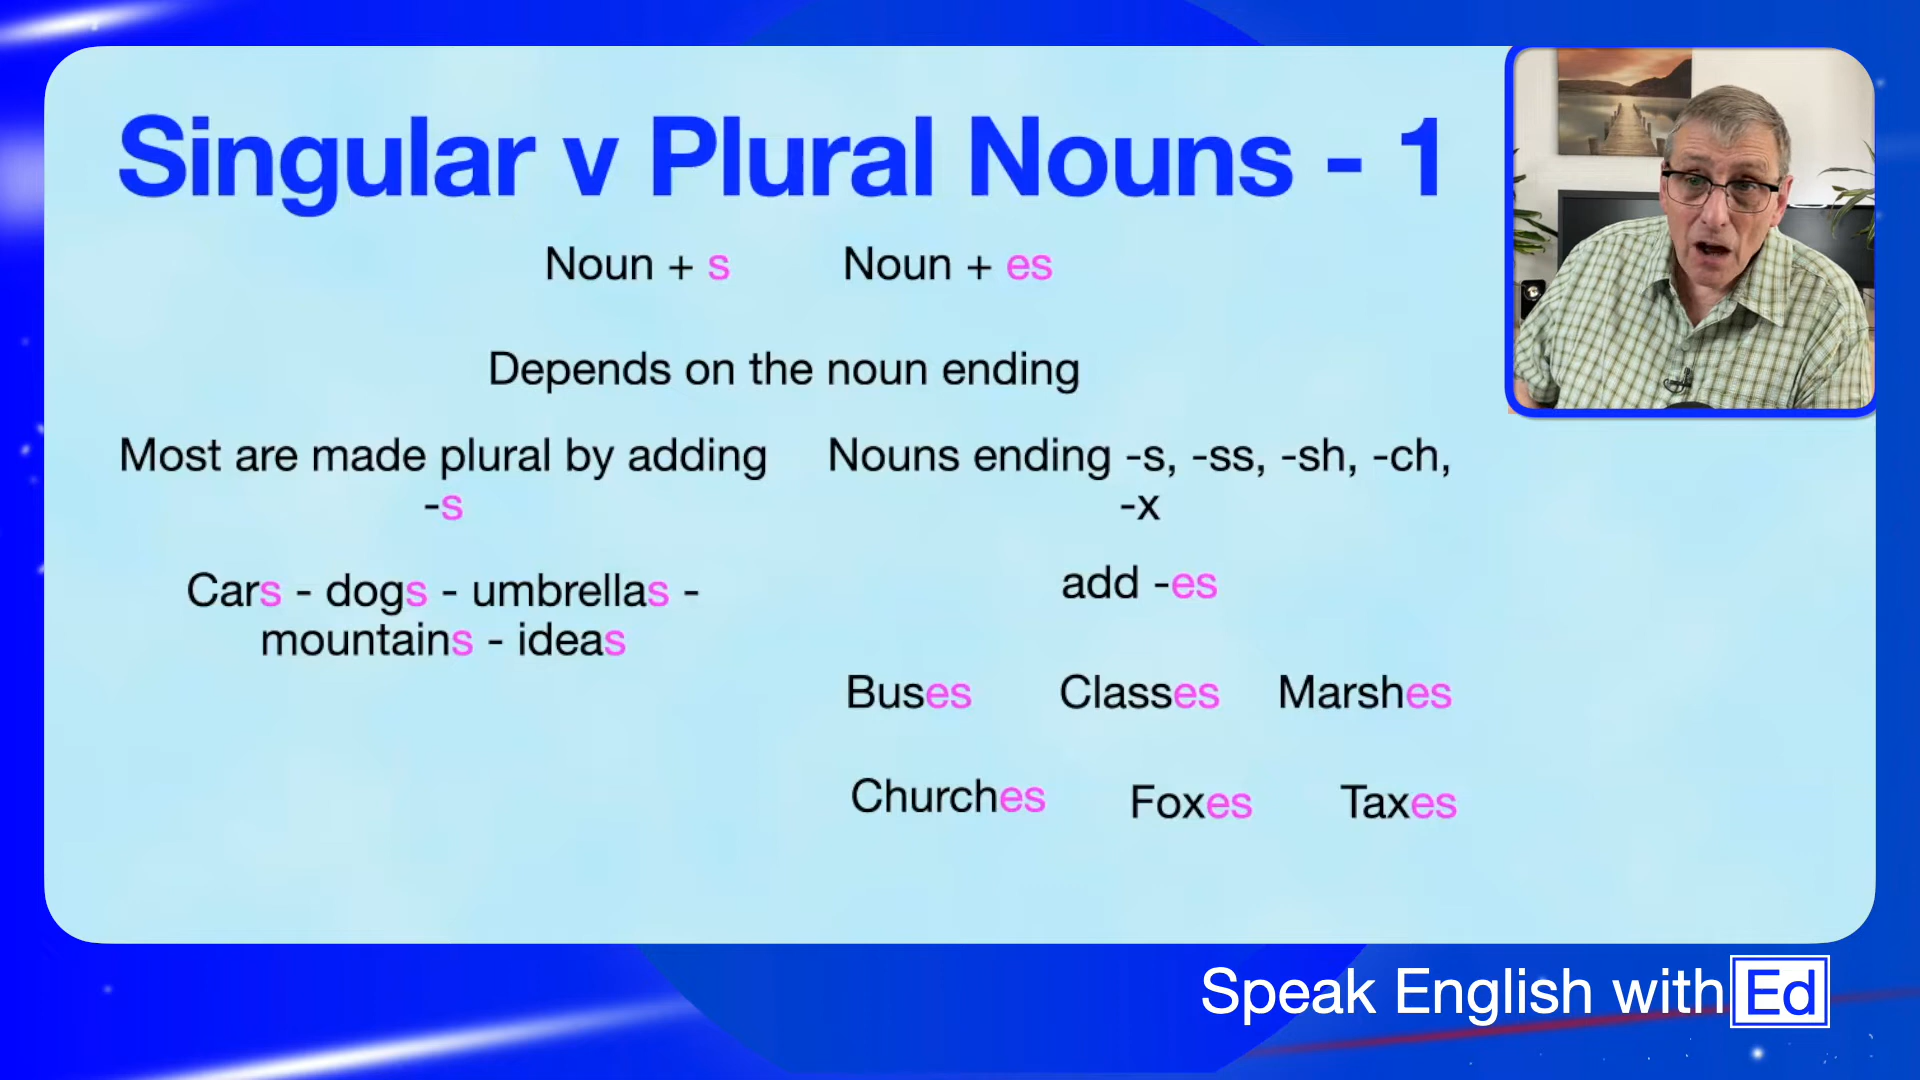 Singular v Plural Nouns - 1
Noun + s
Noun + es
Depends on the noun ending
Most are made plural by adding
-s
Cars - dogs - umbrellas -
mountains - ideas
Nouns ending -s, -ss, -sh, -ch,
-x
add -es
Buses Classes Marshes
Churches Foxes Taxes
Speak English with Ed